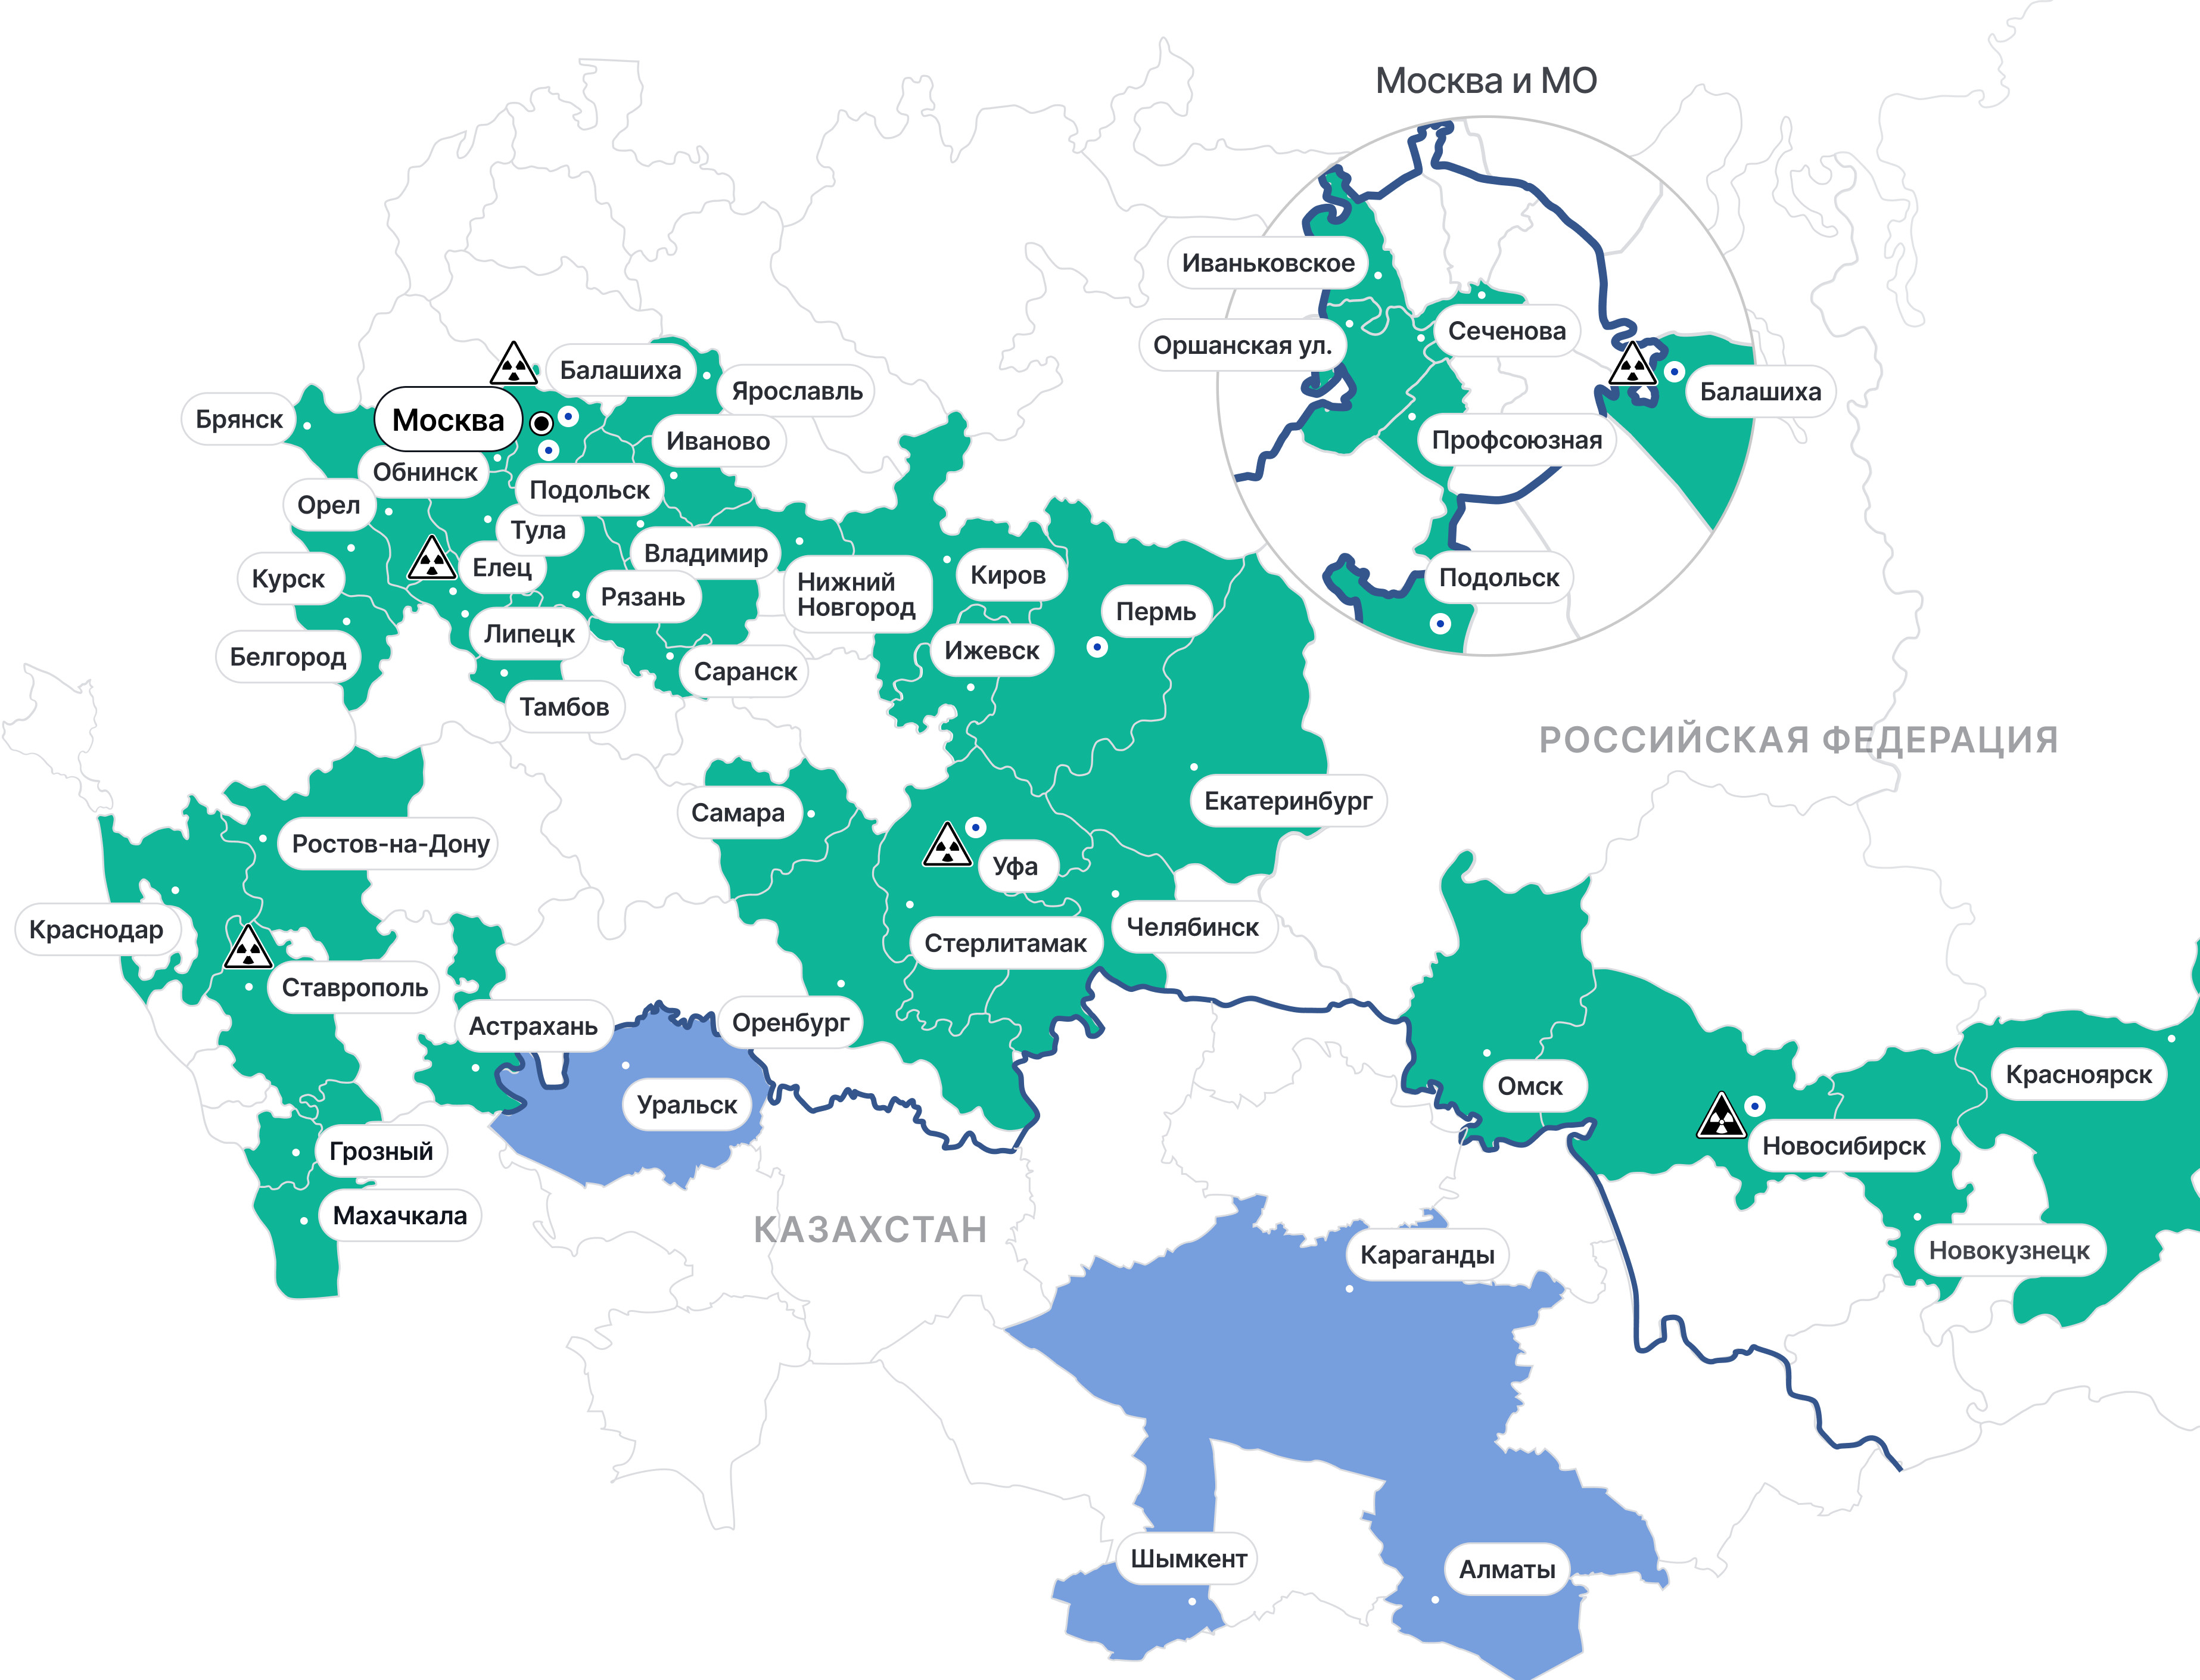 Москва и МО
Иваньковское
Оршанская ул.
Сеченова
Балашиха
Профсоюзная
Подольск
Балашиха
Ярославль
Брянск
Москва
Иваново
Обнинск
Подольск
Орел
Тула
Владимир
Елец
Курск
Рязань
Нижний
Новгород
Киров
Пермь
Липецк
Ижевск
Белгород
Саранск
Тамбов
РОССИЙСКАЯ ФЕДЕРАЦИЯ
Екатеринбург
Самара
Ростов-на-Дону
Уфа
Краснодар
Челябинск
Стерлитамак
Ставрополь
Астрахань
Оренбург
Красноярск
Омск
Уральск
Новосибирск
Грозный
Махачкала
КАЗАХСТАН
Караганды
Новокузнецк
Шымкент
Алматы